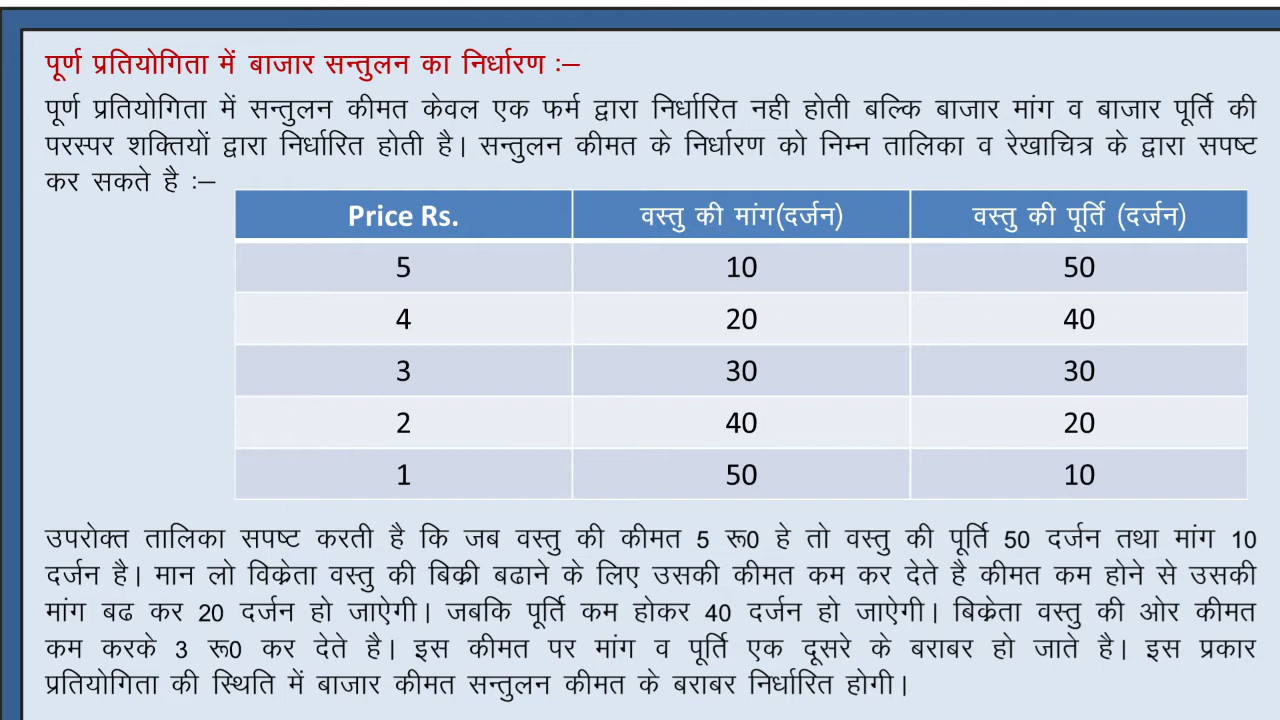 पूर्ण प्रतियोगिता में बाजार सन्तुलन का निर्धारण :–
पूर्ण प्रतियोगिता में सन्तुलन कीमत केवल एक फर्म द्वारा निर्धारित नही होती बल्कि बाजार मांग व बाजार पूर्ति की
परस्पर शक्तियों द्वारा निर्धारित होती है। सन्तुलन कीमत के निर्धारण को निम्न तालिका व रेखाचित्र के द्वारा सपष्ट
कर सकते है :–
Price Rs. वस्तु की मांग(दर्जन) वस्तु की पूर्ति (दर्जन)
5 10 50
4 20 40
3 30 30
2 40 20
1 50 10
उपरोक्त तालिका सपष्ट करती है कि जब वस्तु की कीमत 5 रू0 हे तो वस्तु की पूर्ति 50 दर्जन तथा मांग 10
दर्जन है। मान लो विक्रेता वस्तु की बिक्री बढाने के लिए उसकी कीमत कम कर देते है कीमत कम होने से उसकी
मांग बढ कर 20 दर्जन हो जाऐगी। जबकि पूर्ति कम होकर 40 दर्जन हो जाऐगी। बिक्रेता वस्तु की ओर कीमत
कम करके 3 रू0 कर देते है। इस कीमत पर मांग व पूर्ति एक दूसरे के बराबर हो जाते है। इस प्रकार
प्रतियोगिता की स्थिति में बाजार कीमत सन्तुलन कीमत के बराबर निर्धारित होगी।